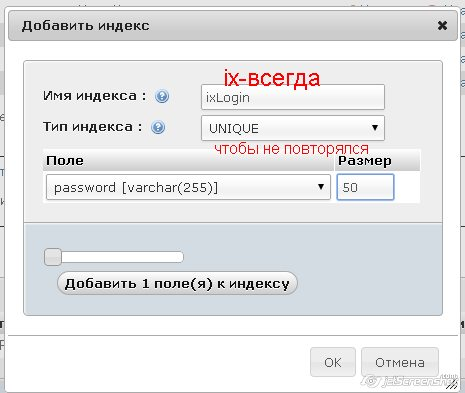 Добавить индекс
ix-всегда
Имя индекса :
ixLogin
Тип индекса :
UNIQUE
чтобы не повторялся
Поле Размер
password [varchar(255)] 50
Добавить 1 поле(я) к индексу
OK Отмена